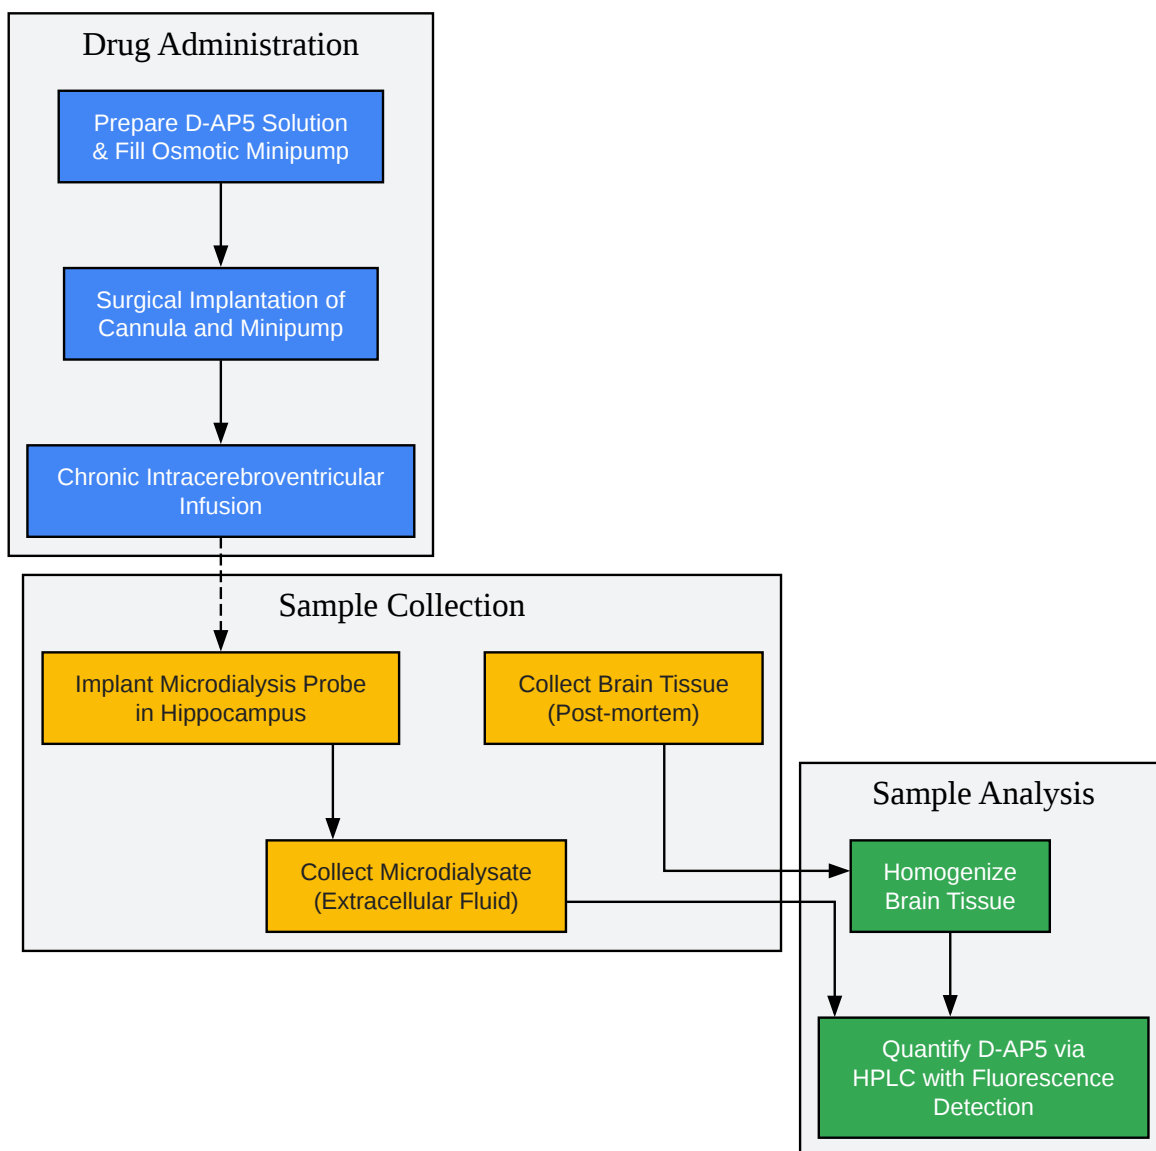 Drug Administration
Prepare D-AP5 Solution
& Fill Osmotic Minipump
Surgical Implantation of
Cannula and Minipump
Chronic Intracerebroventricular
Infusion
Sample Collection
Implant Microdialysis Probe
in Hippocampus
Collect Brain Tissue
(Post-mortem)
Collect Microdialysate
(Extracellular Fluid)
Sample Analysis
Homogenize
Brain Tissue
Quantify D-AP5 via
HPLC with Fluorescence
Detection